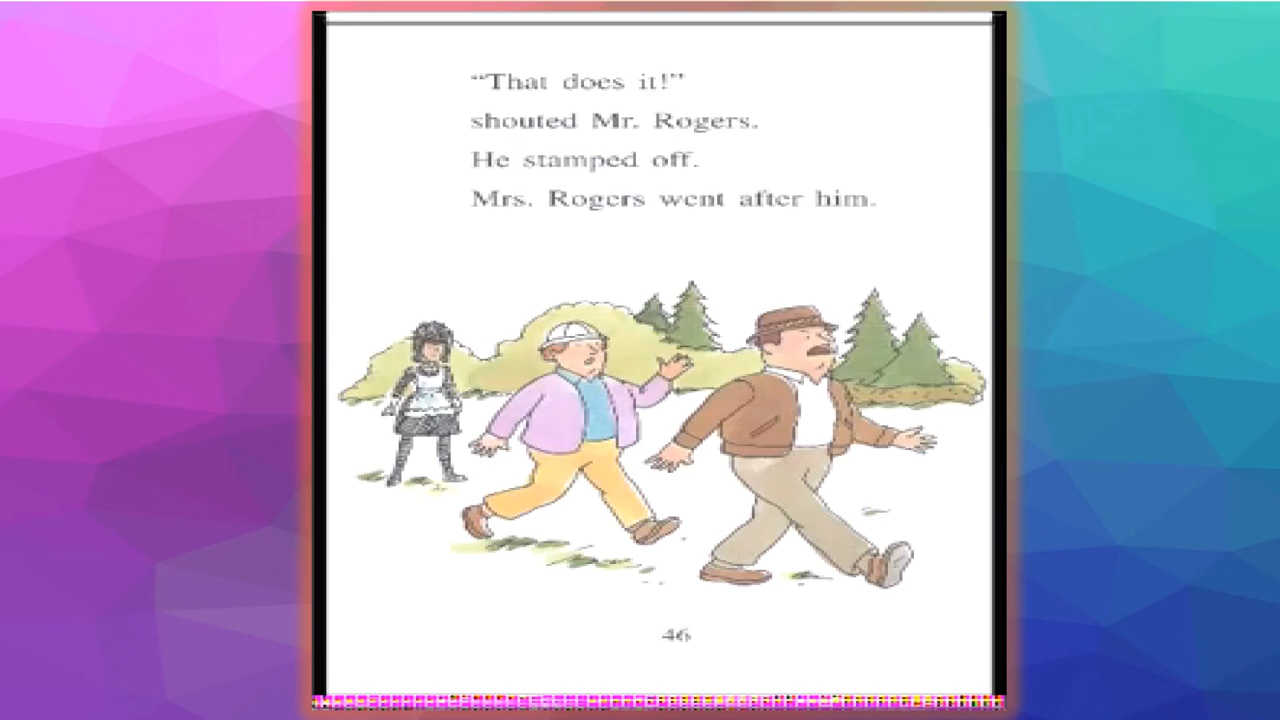 “That does it!”
shouted Mr. Rogers.
He stamped off.
Mrs. Rogers went after him.
46